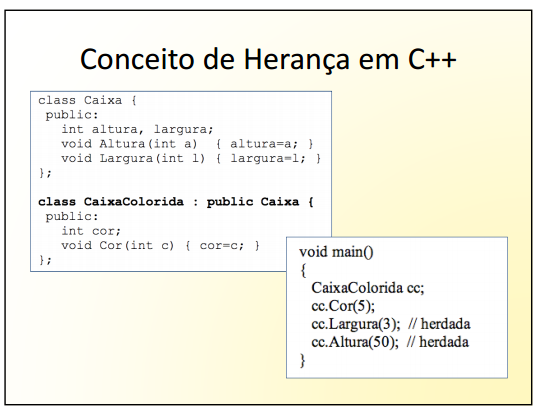 Conceito de Herança em C++
class Caixa {
public:
int altura, largura;
void Altura(int a) { altura=a; }
void Largura(int l) { largura=l; }
};
class CaixaColorida : public Caixa {
public:
int cor;
void Cor(int c) { cor=c; }
};
void main()
{
CaixaColorida cc;
cc.Cor(5);
cc.Largura(3); // herdada
cc.Altura(50); // herdada
}